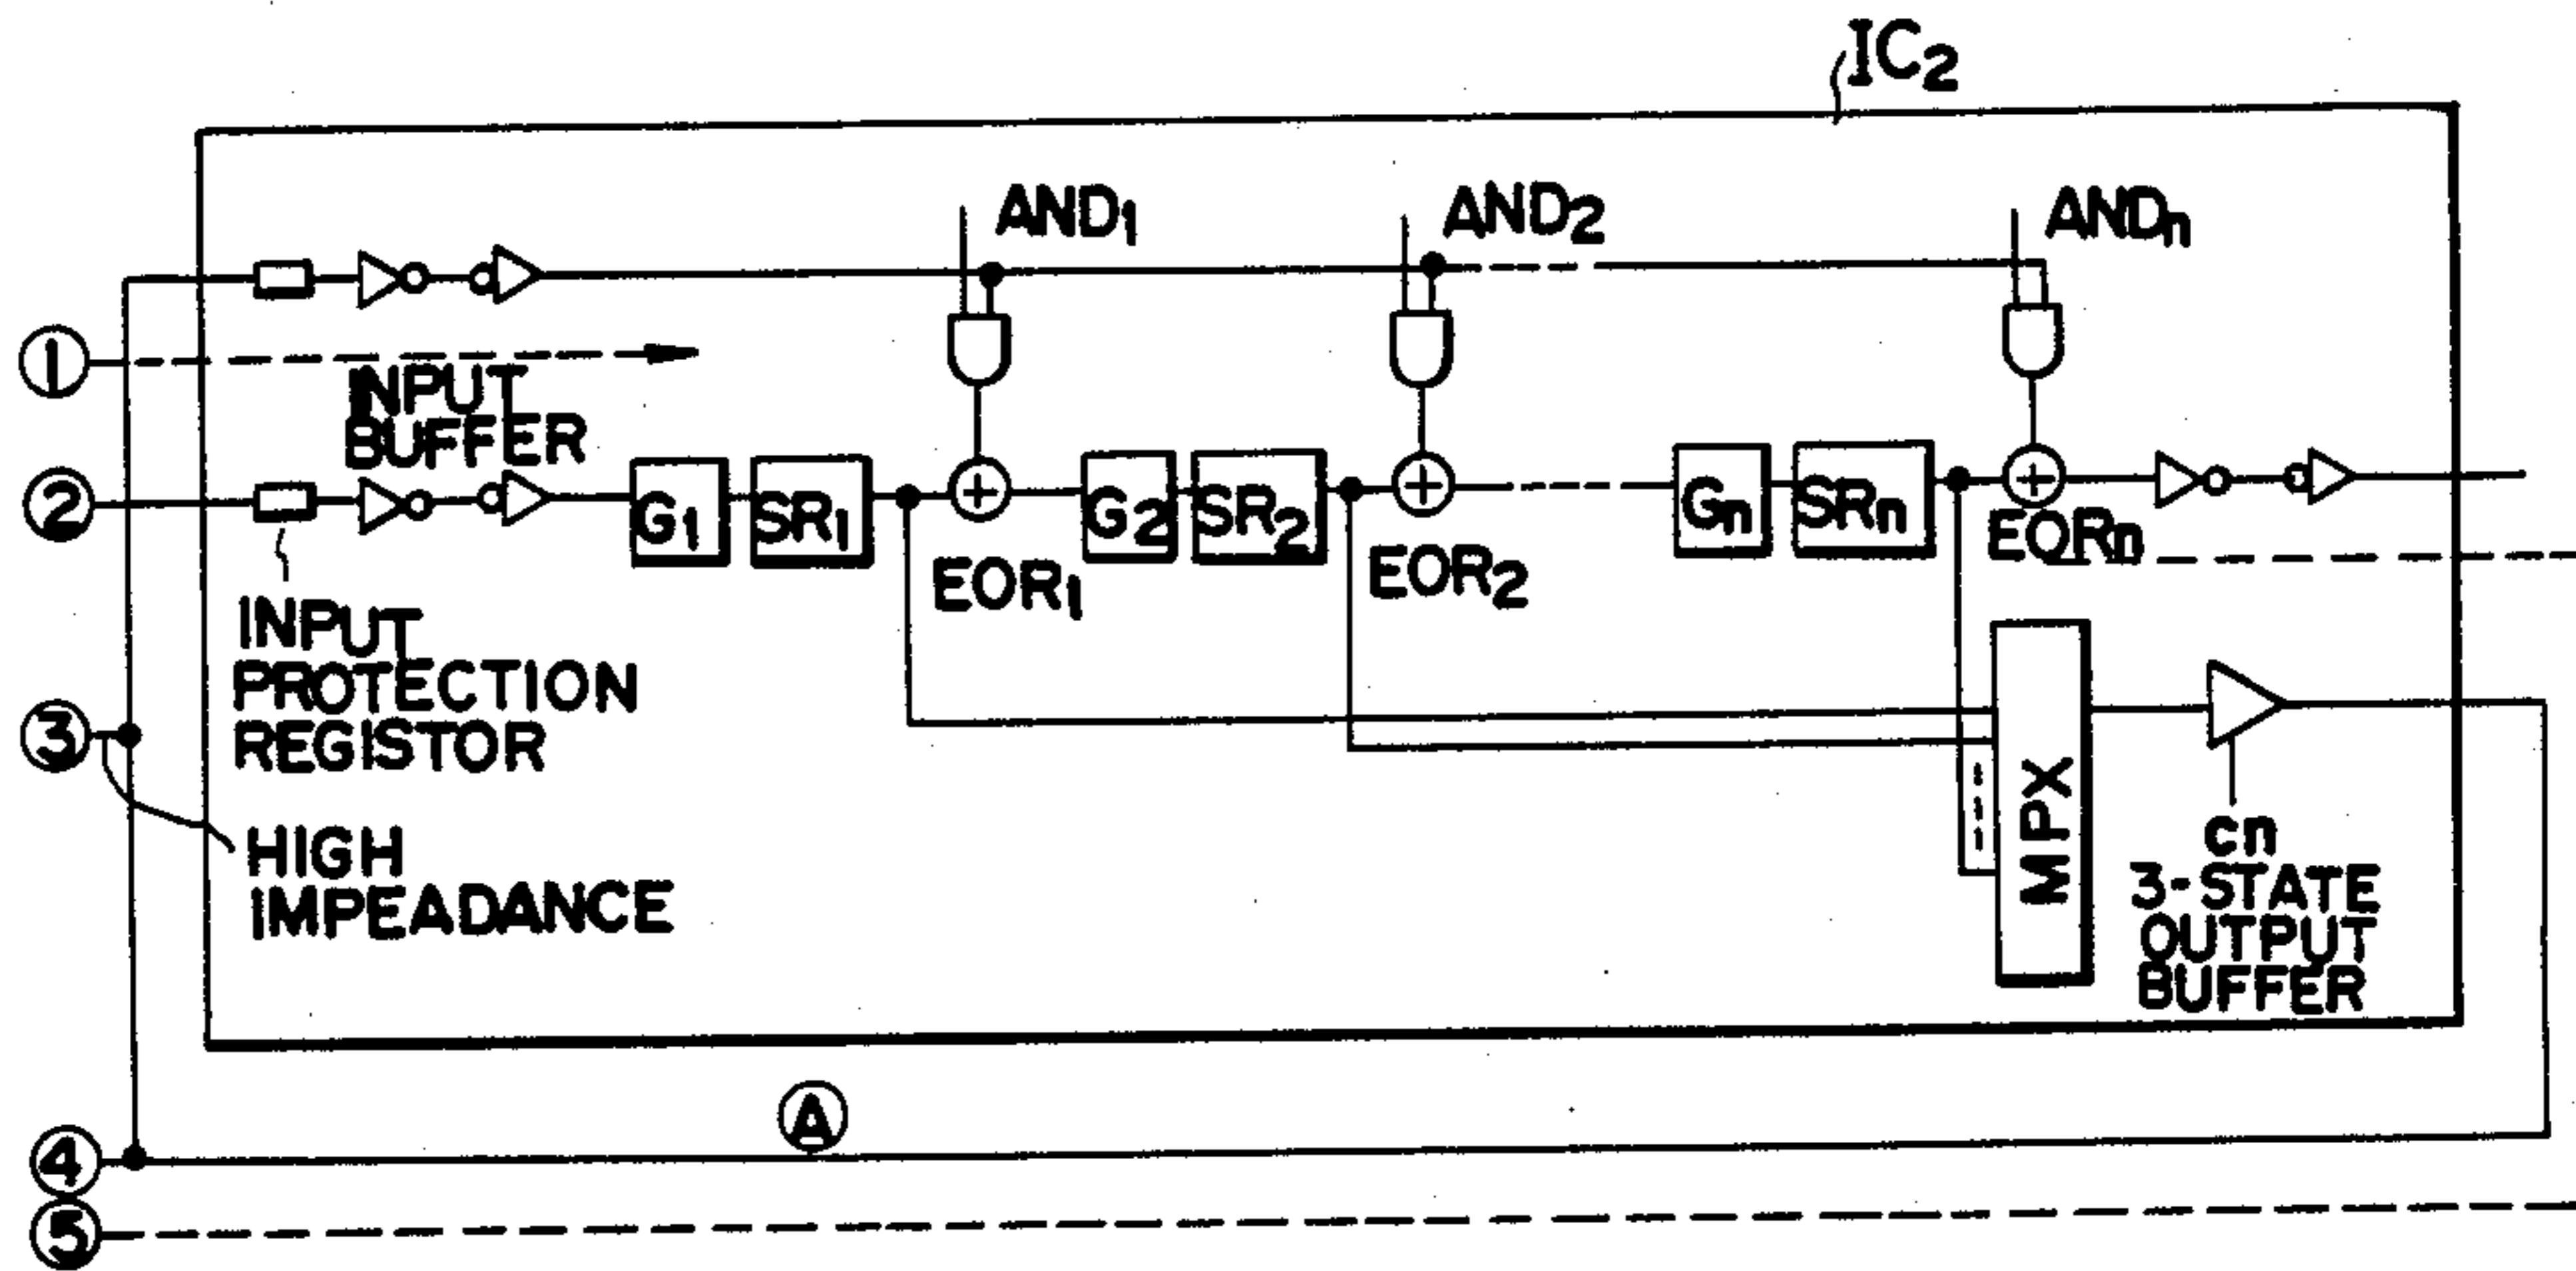 IC2
AND1
AND2
ANDn
1
INPUT
BUFFER
2
G1
SR1
G2
SR2
Gn
SRn
EOR1
EOR2
EORn
INPUT
PROTECTION
REGISTOR
3
HIGH
IMPEADANCE
MPX
cn
3-STATE
OUTPUT
BUFFER
A
4
5